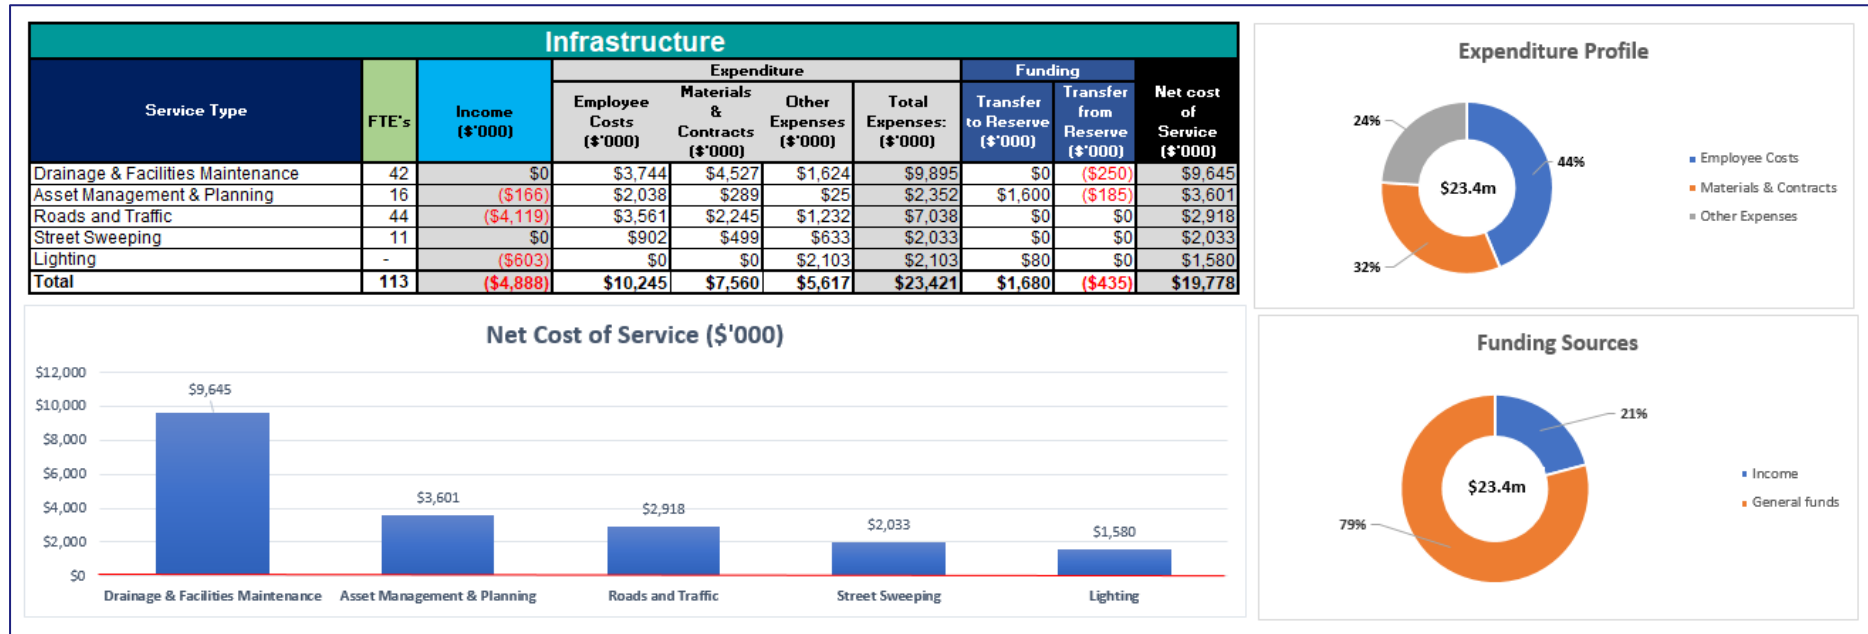 Infrastructure
Service Type FTE's Income ($'000) Expenditure Funding Net cost of Service ($'000)
Employee Costs ($'000) Materials & Contracts ($'000) Other Expenses ($'000) Total Expenses: ($'000) Transfer to Reserve ($'000) Transfer from Reserve ($'000)
Drainage & Facilities Maintenance 42 $0 $3,744 $4,527 $1,624 $9,895 $0 ($250) $9,645
Asset Management & Planning 16 ($166) $2,038 $289 $25 $2,352 $1,600 ($185) $3,601
Roads and Traffic 44 ($4,119) $3,561 $2,245 $1,232 $7,038 $0 $0 $2,918
Street Sweeping 11 $0 $902 $499 $633 $2,033 $0 $0 $2,033
Lighting - ($603) $0 $0 $2,103 $2,103 $80 $0 $1,580
Total 113 ($4,888) $10,245 $7,560 $5,617 $23,421 $1,680 ($435) $19,778
Expenditure Profile
24%
44%
32%
$23.4m
Employee Costs
Materials & Contracts
Other Expenses
Net Cost of Service ($'000)
$12,000
$10,000
$8,000
$6,000
$4,000
$2,000
$0
$9,645
$3,601
$2,918
$2,033
$1,580
Drainage & Facilities Maintenance Asset Management & Planning Roads and Traffic Street Sweeping Lighting
Funding Sources
21%
79%
$23.4m
Income
General funds